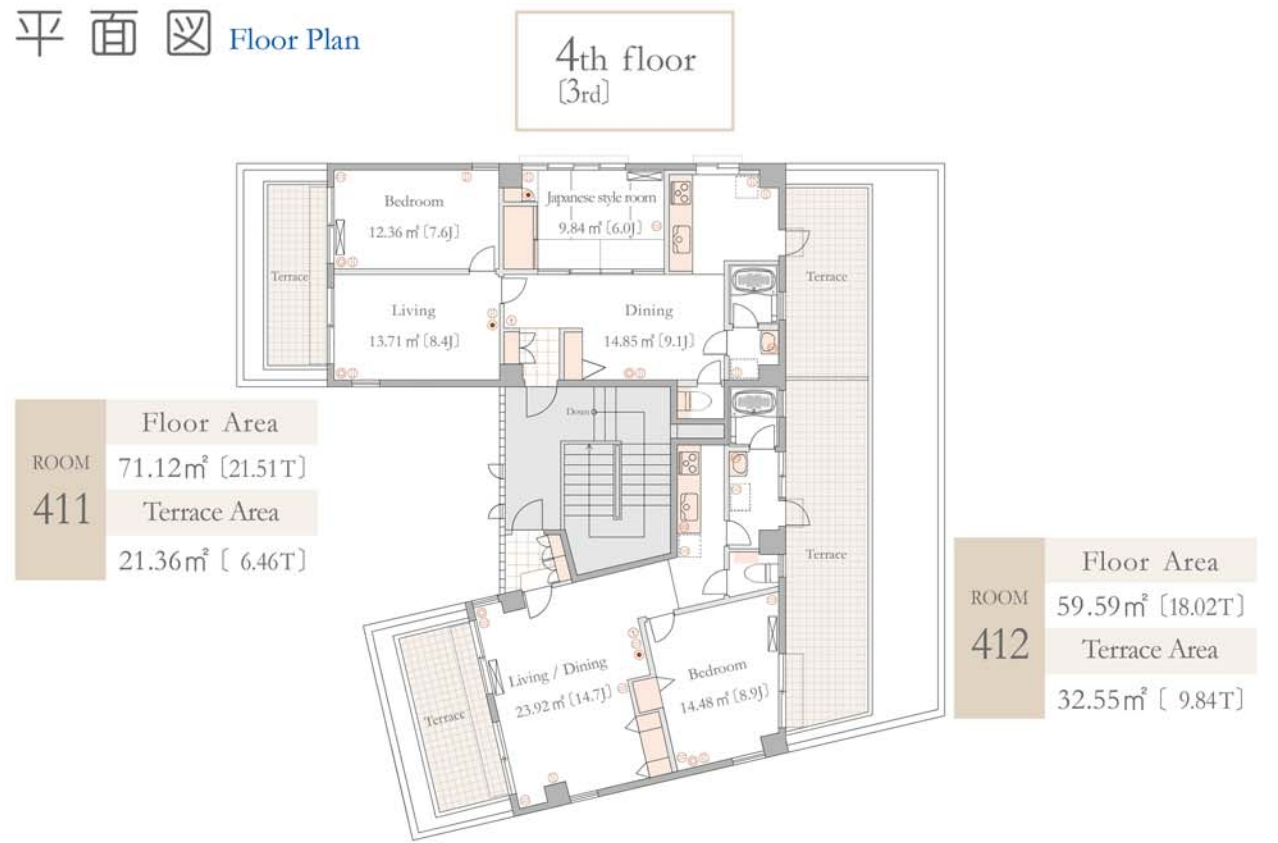 平面図 Floor Plan
4th floor
〔3rd〕
Bedroom
12.36㎡〔7.6J〕
Japanese style room
9.84㎡〔6.0J〕
Terrace
Terrace
Living
13.71㎡〔8.4J〕
Dining
14.85㎡〔9.1J〕
Down
ROOM
411
Floor Area
71.12㎡〔21.51T〕
Terrace Area
21.36㎡〔 6.46T〕
Terrace
Living / Dining
23.92㎡〔14.7J〕
Bedroom
14.48㎡〔8.9J〕
Terrace
ROOM
412
Floor Area
59.59㎡〔18.02T〕
Terrace Area
32.55㎡〔 9.84T〕